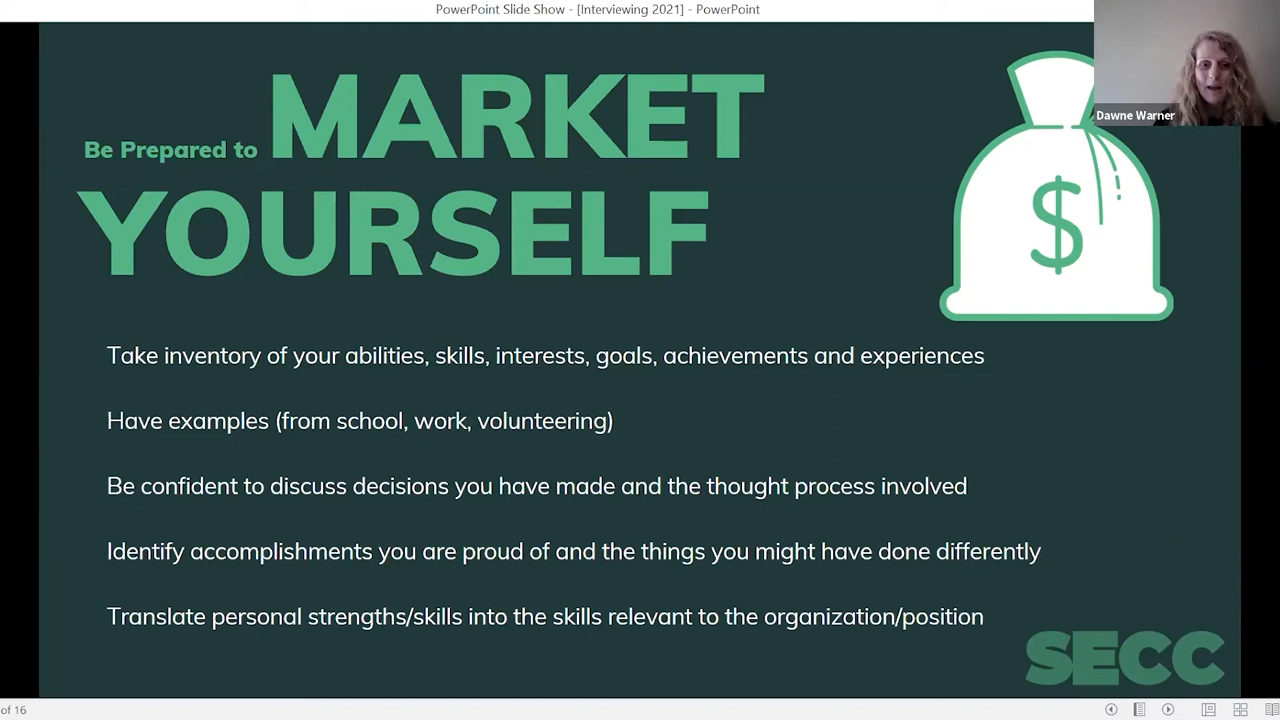 PowerPoint Slide Show - [Interviewing 2021] - PowerPoint
Dawne Warner
Be Prepared to MARKET
YOURSELF
$
Take inventory of your abilities, skills, interests, goals, achievements and experiences
Have examples (from school, work, volunteering)
Be confident to discuss decisions you have made and the thought process involved
Identify accomplishments you are proud of and the things you might have done differently
Translate personal strengths/skills into the skills relevant to the organization/position
SECC
of 16